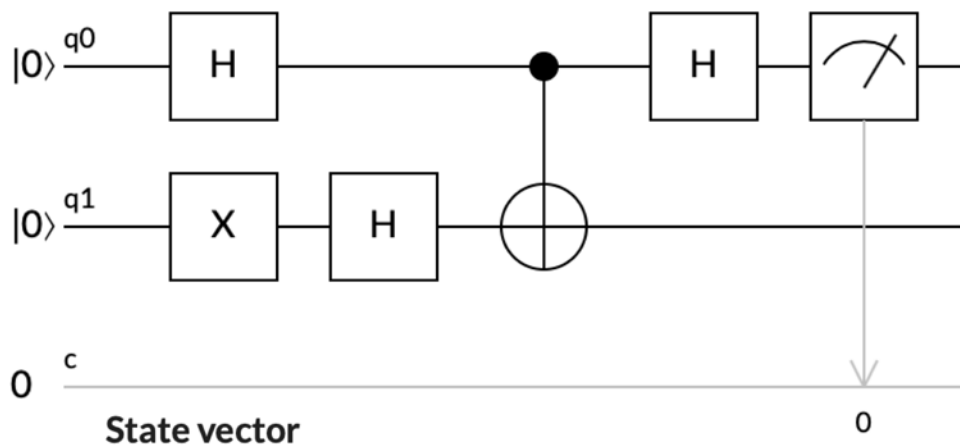 q0
|0⟩ H H
q1
|0⟩ X H
c
0
0
State vector